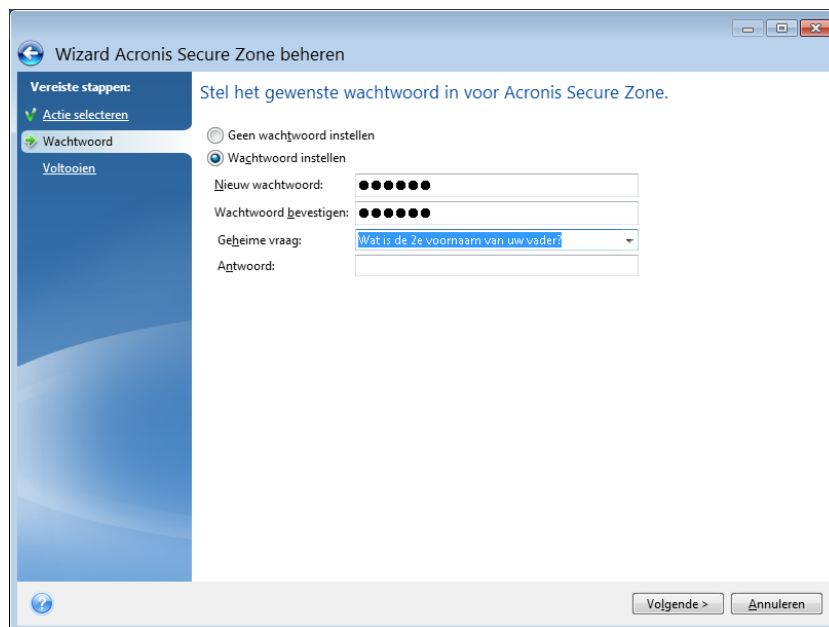 Wizard Acronis Secure Zone beheren
Vereiste stappen:
Actie selecteren
Wachtwoord
Voltooien
Stel het gewenste wachtwoord in voor Acronis Secure Zone.
Geen wachtwoord instellen
Wachtwoord instellen
Nieuw wachtwoord: ●●●●●●
Wachtwoord bevestigen: ●●●●●●
Geheime vraag: Wat is de 2e voornaam van uw vader?
Antwoord:
?
Volgende >
Annuleren